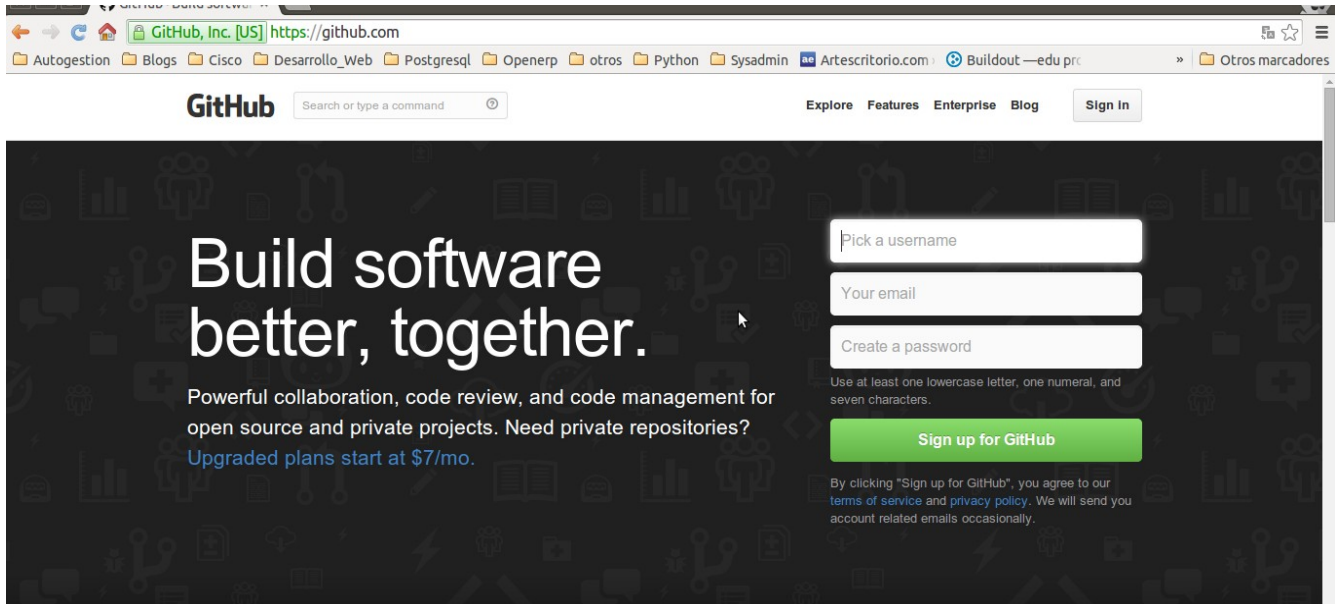 GitHub, Inc. [US] https://github.com
Autogestion Blogs Cisco Desarrollo_Web Postgresql Openerp otros Python Sysadmin ae Artescritorio.com Buildout —edu pro » Otros marcadores
GitHub Search or type a command Explore Features Enterprise Blog Sign in
Build software
better, together.
Powerful collaboration, code review, and code management for
open source and private projects. Need private repositories?
Upgraded plans start at $7/mo.
Pick a username
Your email
Create a password
Use at least one lowercase letter, one numeral, and
seven characters.
Sign up for GitHub
By clicking "Sign up for GitHub", you agree to our
terms of service and privacy policy. We will send you
account related emails occasionally.